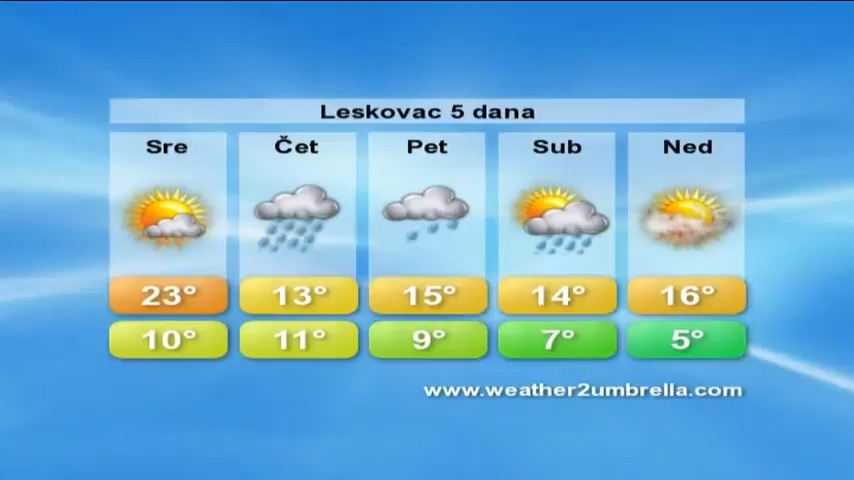 Leskovac 5 dana
Sre Čet Pet Sub Ned
23° 13° 15° 14° 16°
10° 11° 9° 7° 5°
www.weather2umbrella.com